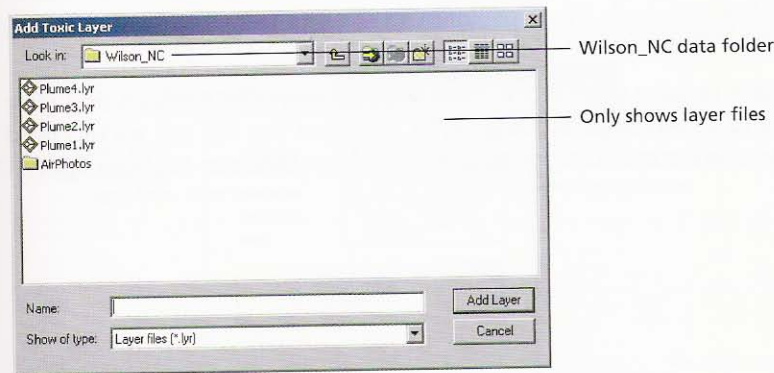 Add Toxic Layer
Look in: Wilson_NC
Wilson_NC data folder
Plume4.lyr
Plume3.lyr
Plume2.lyr
Plume1.lyr
AirPhotos
Only shows layer files
Name:
Add Layer
Show of type: Layer files (*.lyr)
Cancel